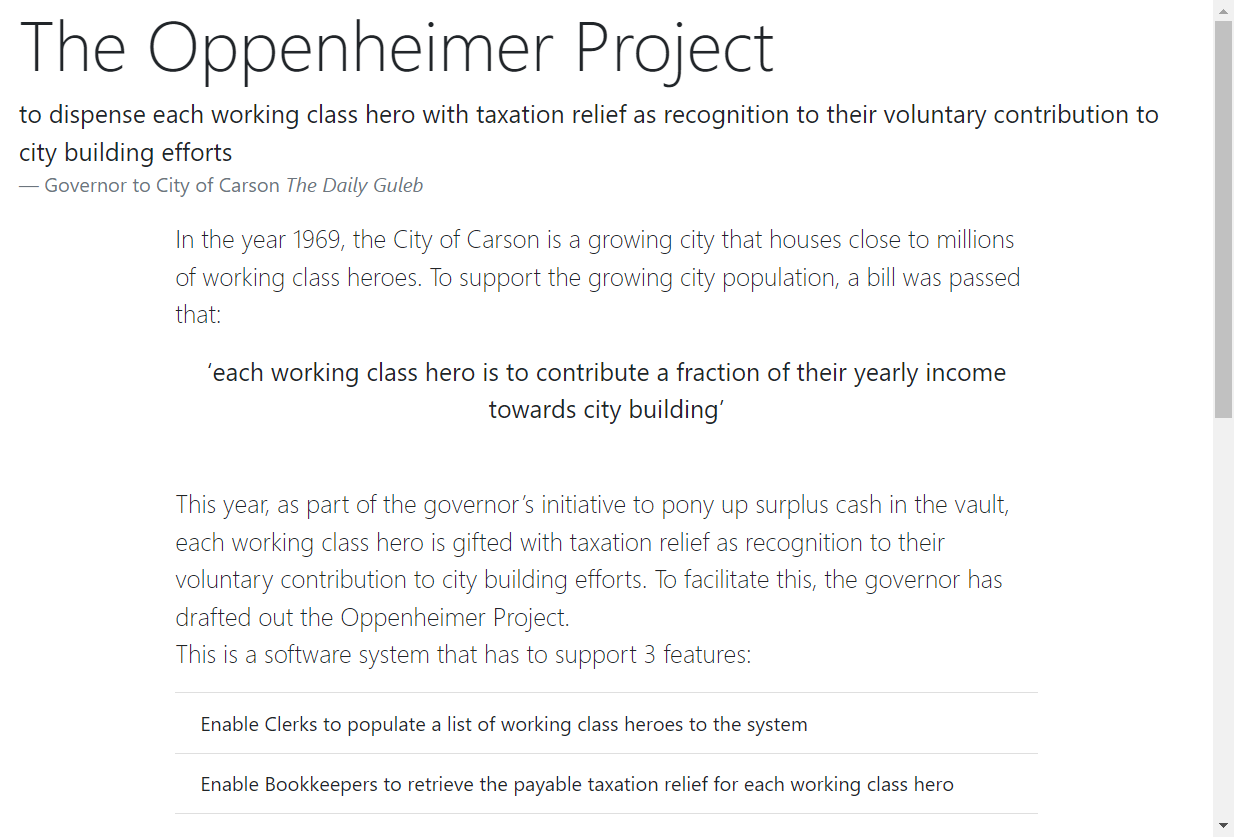 The Oppenheimer Project
to dispense each working class hero with taxation relief as recognition to their voluntary contribution to
city building efforts
— Governor to City of Carson The Daily Guleb
In the year 1969, the City of Carson is a growing city that houses close to millions
of working class heroes. To support the growing city population, a bill was passed
that:
‘each working class hero is to contribute a fraction of their yearly income
towards city building’
This year, as part of the governor’s initiative to pony up surplus cash in the vault,
each working class hero is gifted with taxation relief as recognition to their
voluntary contribution to city building efforts. To facilitate this, the governor has
drafted out the Oppenheimer Project.
This is a software system that has to support 3 features:
Enable Clerks to populate a list of working class heroes to the system
Enable Bookkeepers to retrieve the payable taxation relief for each working class hero